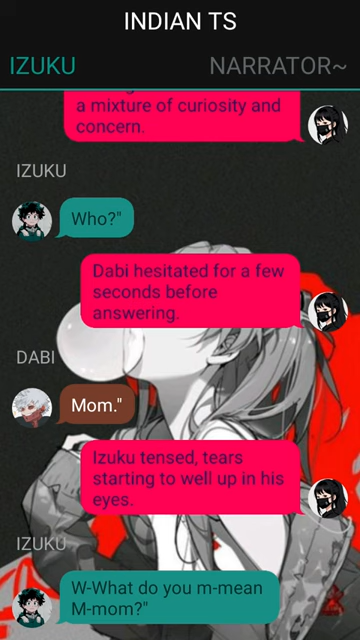 INDIAN TS
IZUKU
NARRATOR~
a mixture of curiosity and
concern.
IZUKU
Who?"
Dabi hesitated for a few
seconds before
answering.
DABI
Mom."
Izuku tensed, tears
starting to well up in his
eyes.
IZUKU
W-What do you m-mean
M-mom?"